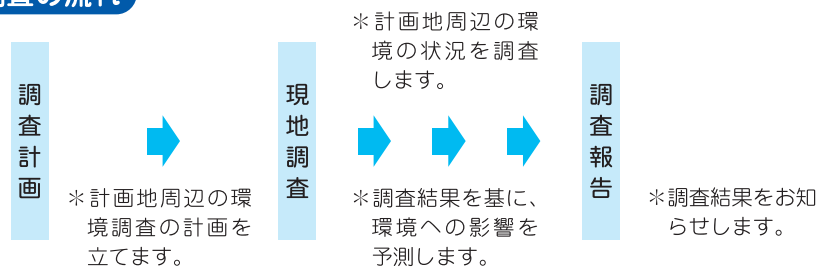 査の流れ
調査計画
＊計画地周辺の環
境調査の計画を
立てます。
現地調査
＊計画地周辺の環
境の状況を調査
します。
＊調査結果を基に、
環境への影響を
予測します。
調査報告
＊調査結果をお知
らせします。